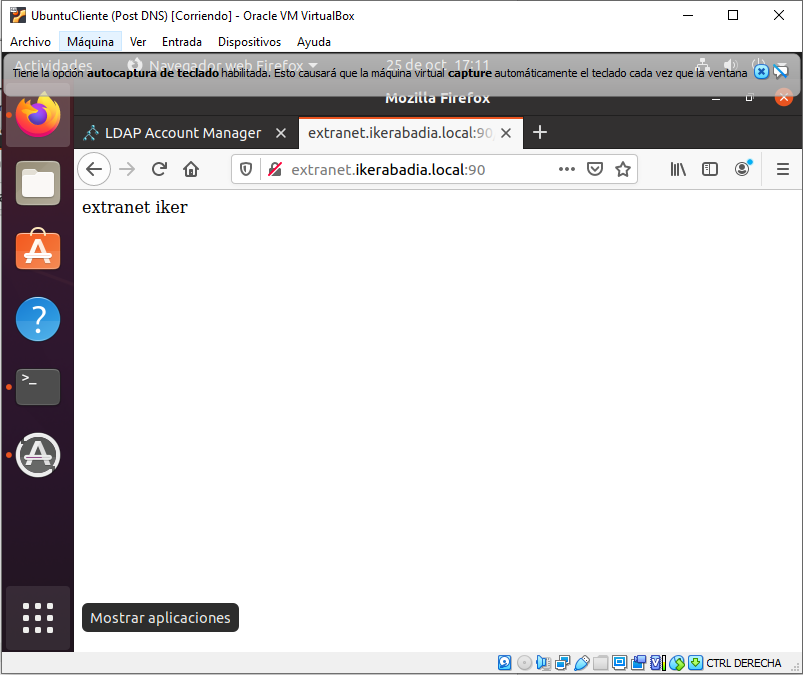 UbuntuCliente (Post DNS) [Corriendo] - Oracle VM VirtualBox
Archivo Máquina Ver Entrada Dispositivos Ayuda
Actividades Navegador web Firefox 25 de oct 17:11
Tiene la opción autocaptura de teclado habilitada. Esto causará que la máquina virtual capture automáticamente el teclado cada vez que la ventana
Mozilla Firefox
LDAP Account Manager extranet.ikerabadia.local:90
extranet.ikerabadia.local:90
extranet iker
Mostrar aplicaciones
CTRL DERECHA